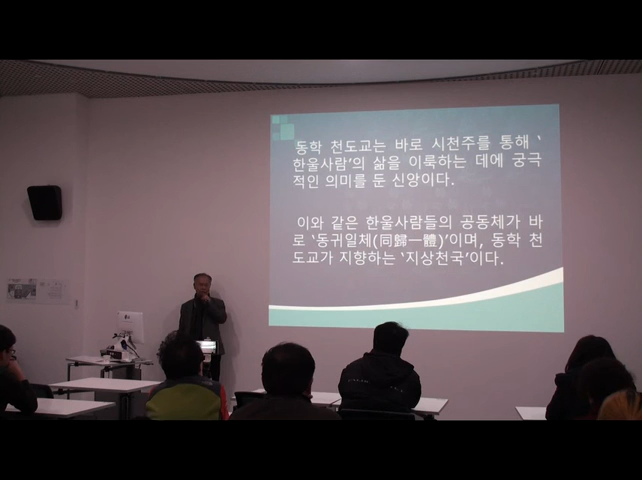 동학 천도교는 바로 시천주를 통해 ‘
한울사람’의 삶을 이룩하는 데에 궁극
적인 의미를 둔 신앙이다.
이와 같은 한울사람들의 공동체가 바
로 ‘동귀일체(同歸一體)’이며, 동학 천
도교가 지향하는 ‘지상천국’이다.